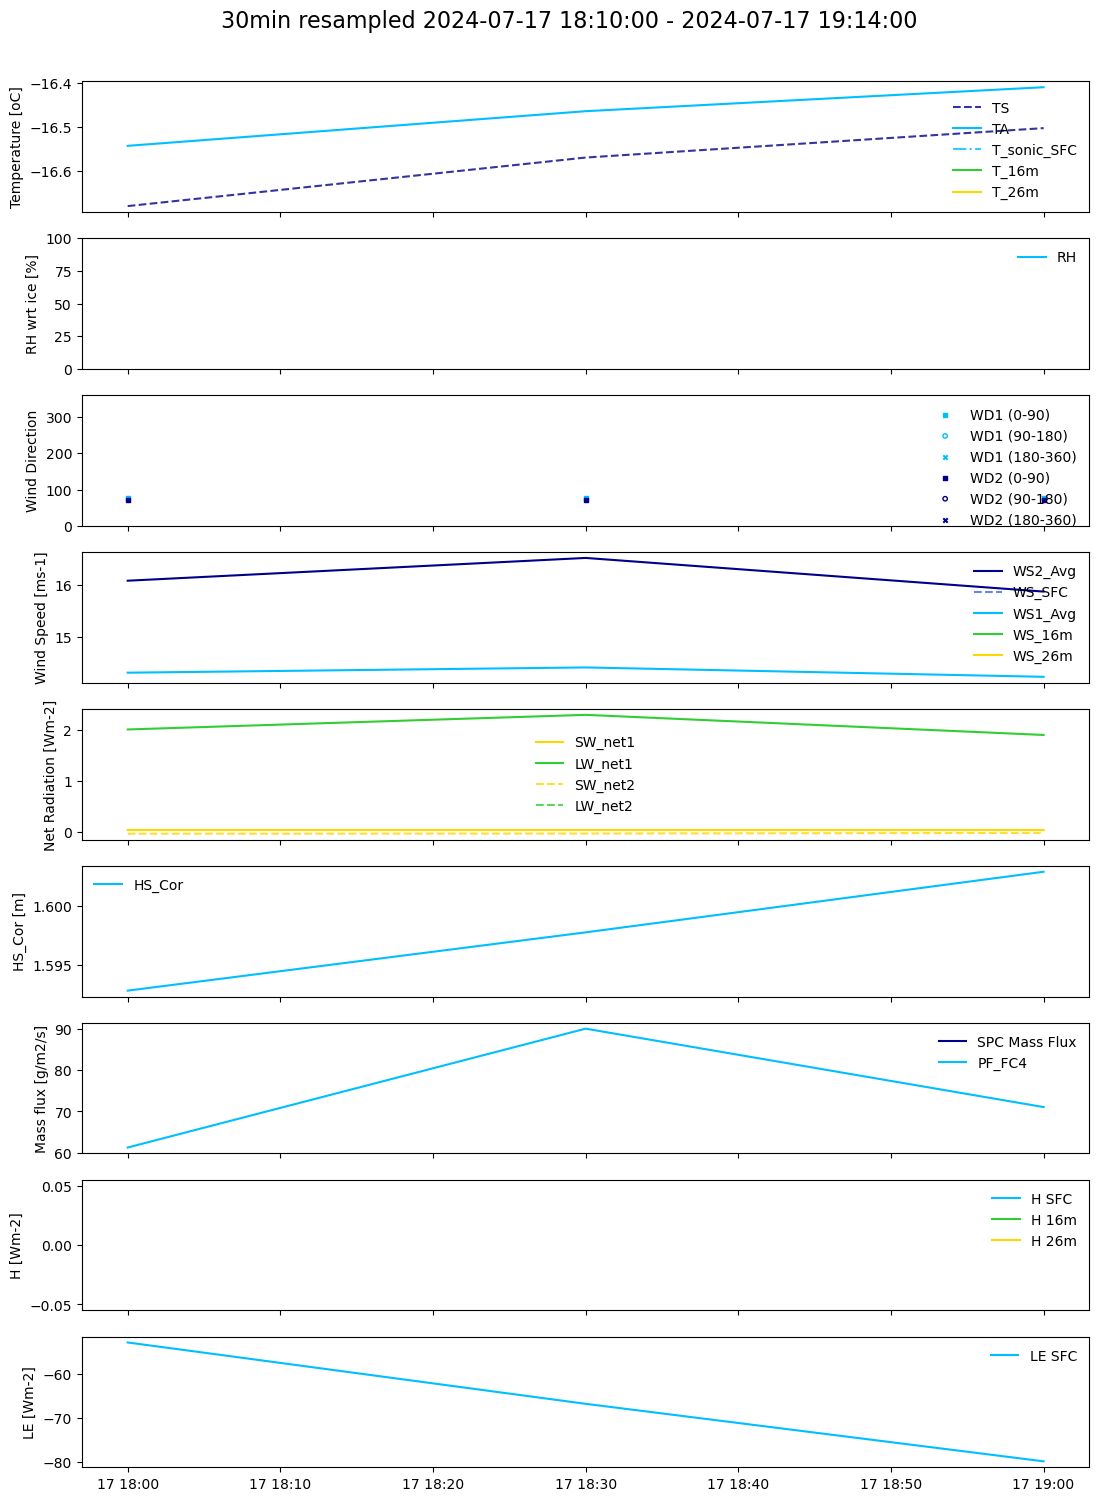 30min resampled 2024-07-17 18:10:00 - 2024-07-17 19:14:00
Temperature [oC]
−16.4
−16.5
−16.6
TS
TA
T_sonic_SFC
T_16m
T_26m
RH wrt ice [%]
100
75
50
25
0
RH
Wind Direction
300
200
100
0
WD1 (0-90)
WD1 (90-180)
WD1 (180-360)
WD2 (0-90)
WD2 (90-180)
WD2 (180-360)
Wind Speed [ms-1]
16
15
WS2_Avg
WS_SFC
WS1_Avg
WS_16m
WS_26m
Net Radiation [Wm-2]
2
1
0
SW_net1
LW_net1
SW_net2
LW_net2
HS_Cor [m]
1.600
1.595
HS_Cor
Mass flux [g/m2/s]
90
80
70
60
SPC Mass Flux
PF_FC4
H [Wm-2]
0.05
0.00
−0.05
H SFC
H 16m
H 26m
LE [Wm-2]
−60
−70
−80
LE SFC
17 18:00 17 18:10 17 18:20 17 18:30 17 18:40 17 18:50 17 19:00